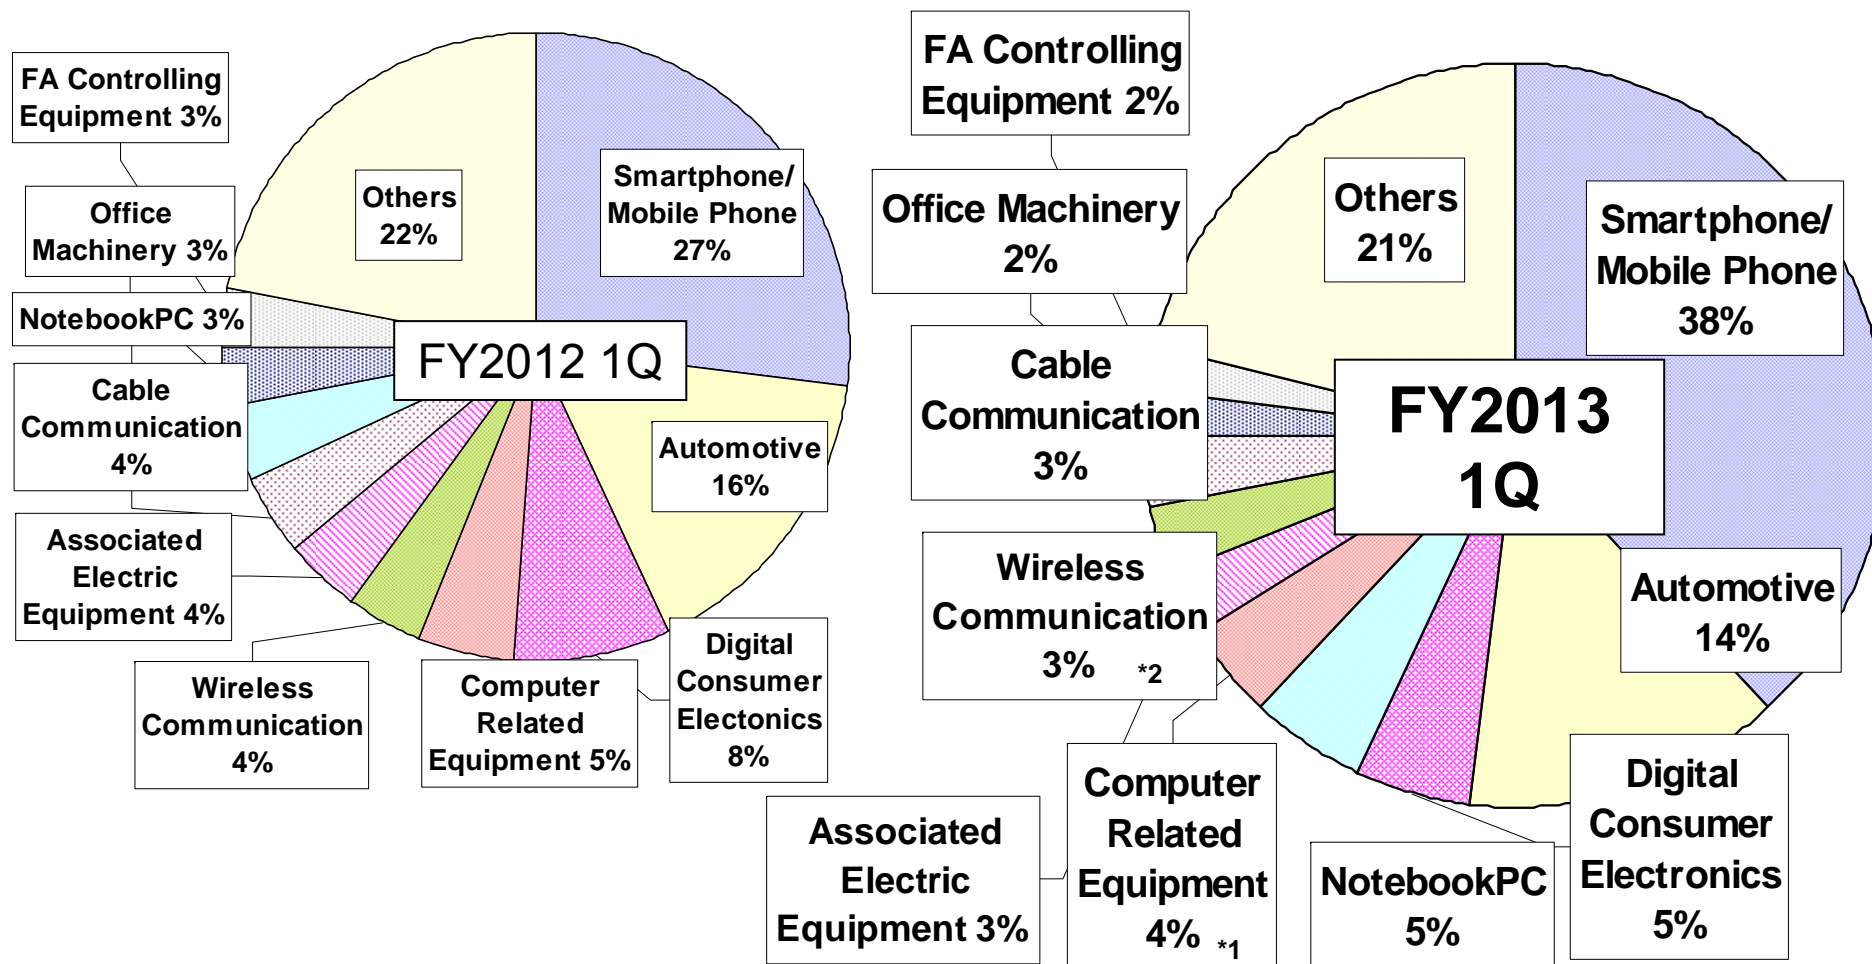 FA Controlling
Equipment 3%
Office
Machinery 3%
NotebookPC 3%
Cable
Communication
4%
Associated
Electric
Equipment 4%
Wireless
Communication
4%
Computer
Related
Equipment 5%
Digital
Consumer
Electonics
8%
Automotive
16%
Smartphone/
Mobile Phone
27%
Others
22%
FY2012 1Q
FA Controlling
Equipment 2%
Office Machinery
2%
Cable
Communication
3%
Wireless
Communication
3% *2
Associated
Electric
Equipment 3%
Computer
Related
Equipment
4% *1
NotebookPC
5%
Digital
Consumer
Electronics
5%
Automotive
14%
Smartphone/
Mobile Phone
38%
Others
21%
FY2013
1Q